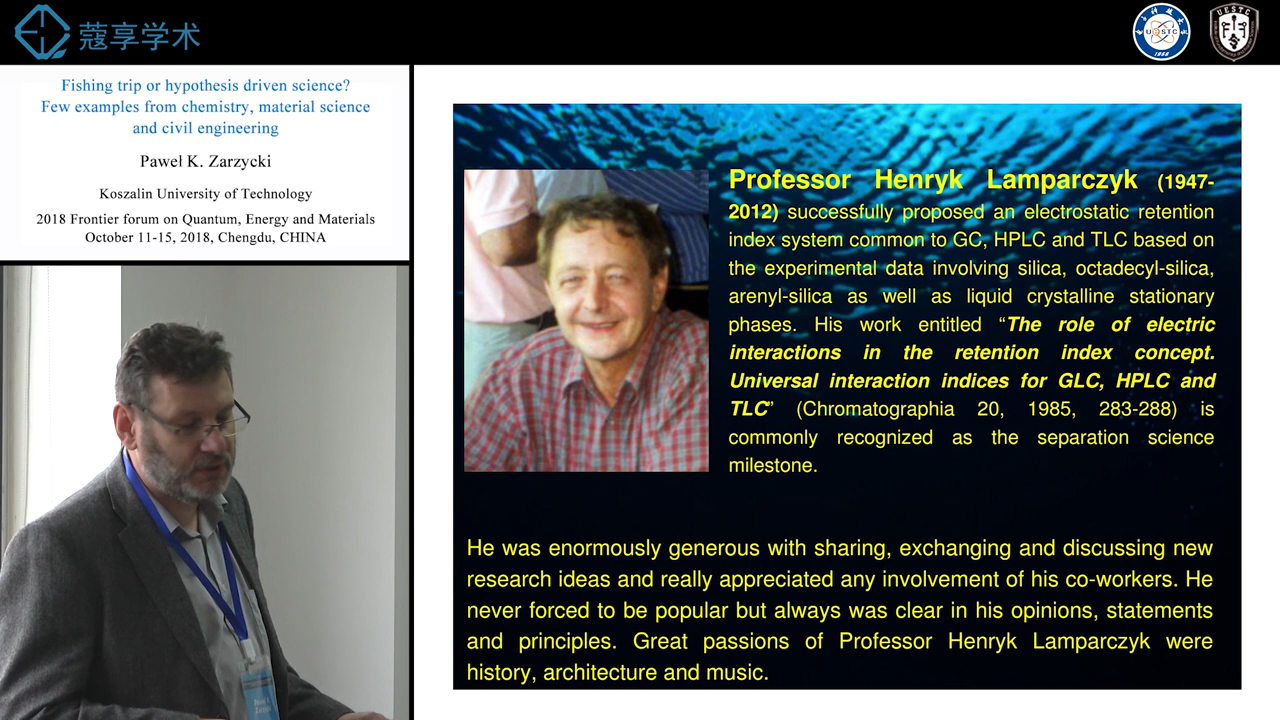 蔻享学术
UESTC
1956
UESTC
Fishing trip or hypothesis driven science?
Few examples from chemistry, material science
and civil engineering
Paweł K. Zarzycki
Koszalin University of Technology
2018 Frontier forum on Quantum, Energy and Materials
October 11-15, 2018, Chengdu, CHINA
Professor Henryk Lamparczyk (1947-
2012) successfully proposed an electrostatic retention
index system common to GC, HPLC and TLC based on
the experimental data involving silica, octadecyl-silica,
arenyl-silica as well as liquid crystalline stationary
phases. His work entitled “The role of electric
interactions in the retention index concept.
Universal interaction indices for GLC, HPLC and
TLC” (Chromatographia 20, 1985, 283-288) is
commonly recognized as the separation science
milestone.
He was enormously generous with sharing, exchanging and discussing new
research ideas and really appreciated any involvement of his co-workers. He
never forced to be popular but always was clear in his opinions, statements
and principles. Great passions of Professor Henryk Lamparczyk were
history, architecture and music.